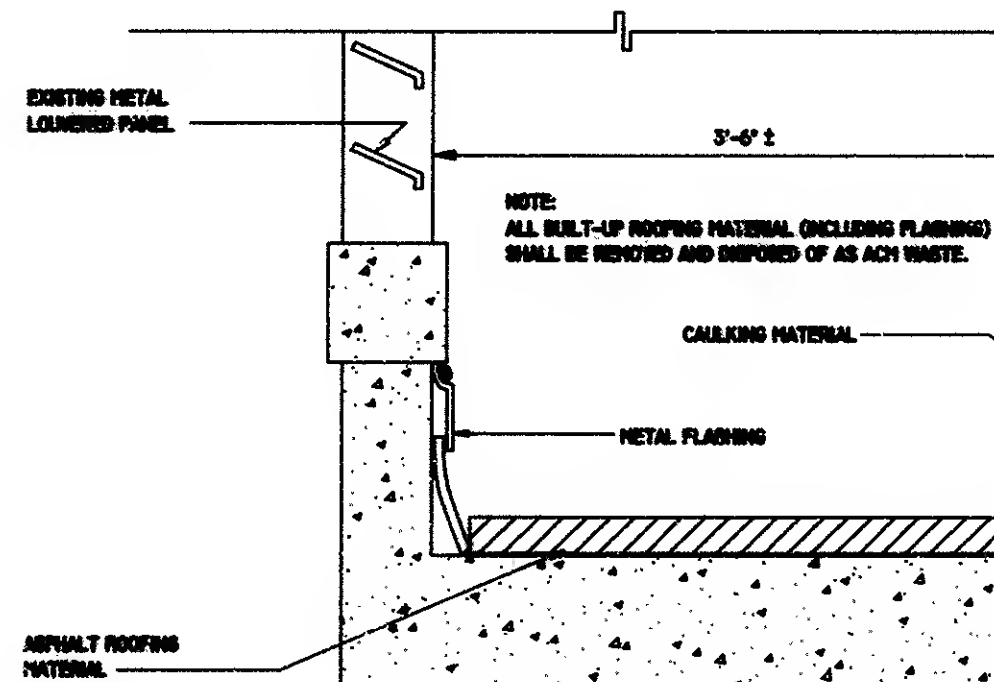 EXISTING METAL
LOUVERED PANEL
3'-6" ±
NOTE:
ALL BUILT-UP ROOFING MATERIAL (INCLUDING FLASHING)
SHALL BE REMOVED AND DISPOSED OF AS ACM WASTE.
CAULKING MATERIAL
METAL FLASHING
ASPHALT ROOFING
MATERIAL